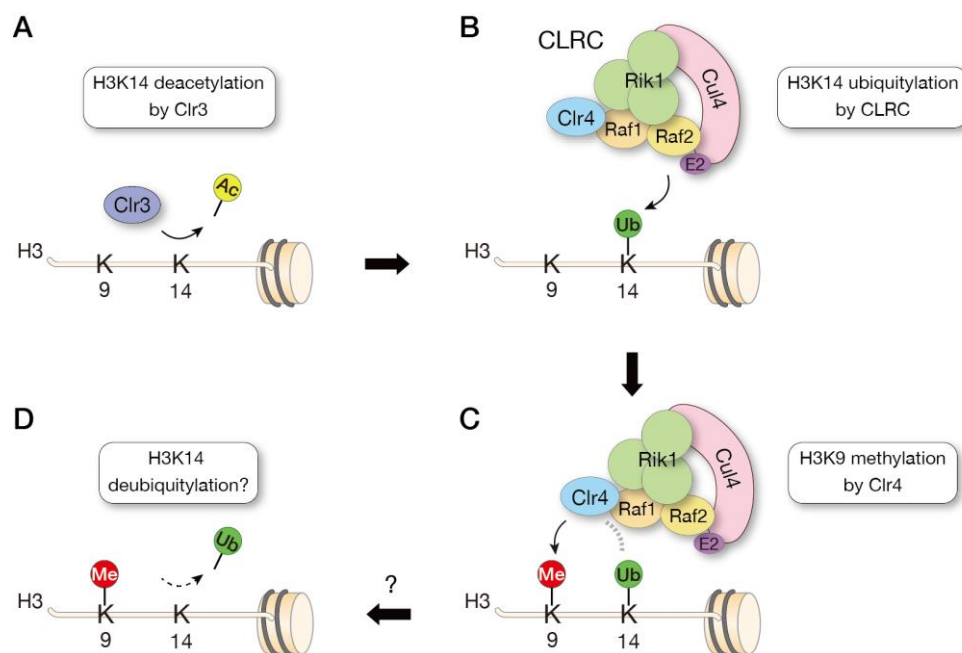 A
H3K14 deacetylation
by Clr3
Clr3
Ac
H3
K
K
9
14
B
CLRC
Rik1
Cul4
Clr4
Raf1
Raf2
E2
H3K14 ubiquitylation
by CLRC
Ub
H3
K
K
9
14
D
H3K14
deubiquitylation?
Me
Ub
H3
K
K
9
14
?
C
Rik1
Cul4
Clr4
Raf1
Raf2
E2
H3K9 methylation
by Clr4
Me
Ub
H3
K
K
9
14